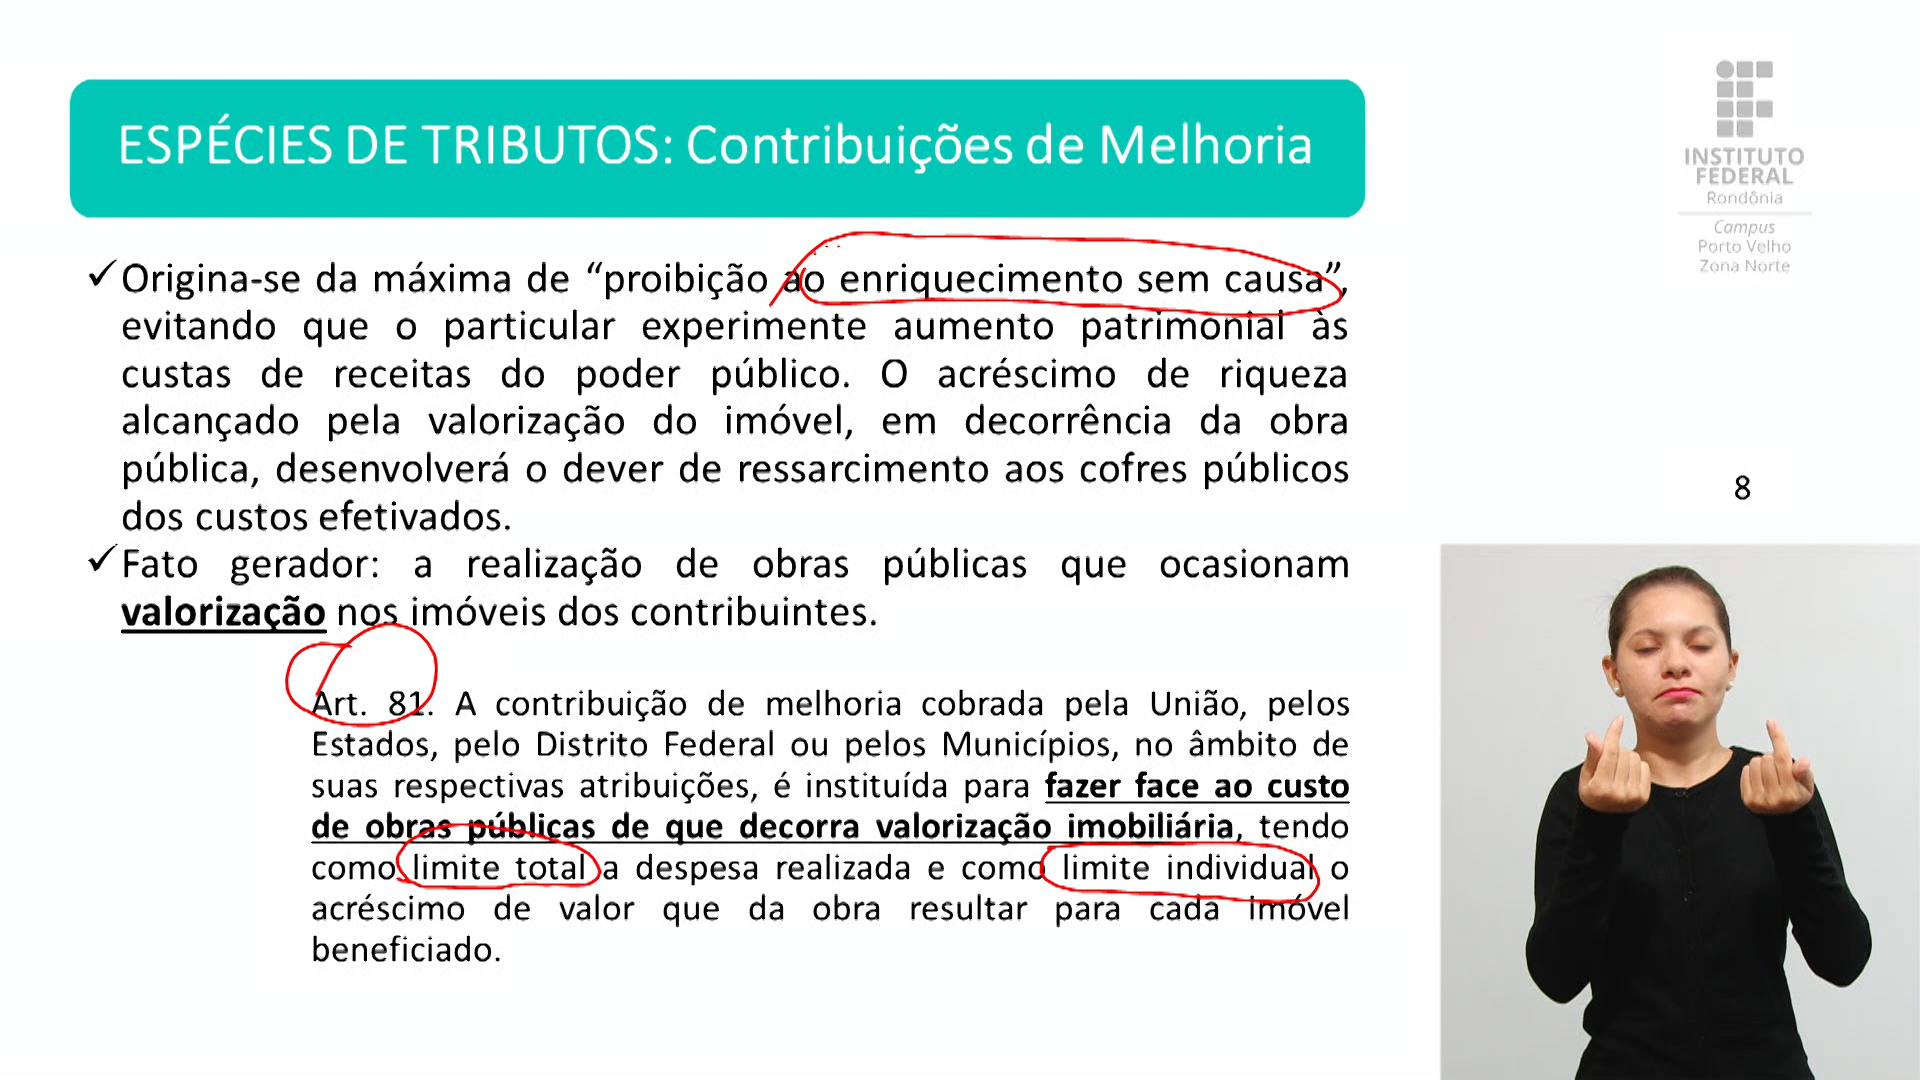 ESPÉCIES DE TRIBUTOS: Contribuições de Melhoria
INSTITUTO
FEDERAL
Rondônia
Campus
Porto Velho
Zona Norte
Origina-se da máxima de “proibição ao enriquecimento sem causa”,
evitando que o particular experimente aumento patrimonial às
custas de receitas do poder público. O acréscimo de riqueza
alcançado pela valorização do imóvel, em decorrência da obra
pública, desenvolverá o dever de ressarcimento aos cofres públicos
dos custos efetivados.
Fato gerador: a realização de obras públicas que ocasionam
valorização nos imóveis dos contribuintes.
Art. 81. A contribuição de melhoria cobrada pela União, pelos
Estados, pelo Distrito Federal ou pelos Municípios, no âmbito de
suas respectivas atribuições, é instituída para fazer face ao custo
de obras públicas de que decorra valorização imobiliária, tendo
como limite total a despesa realizada e como limite individual o
acréscimo de valor que da obra resultar para cada imóvel
beneficiado.
8